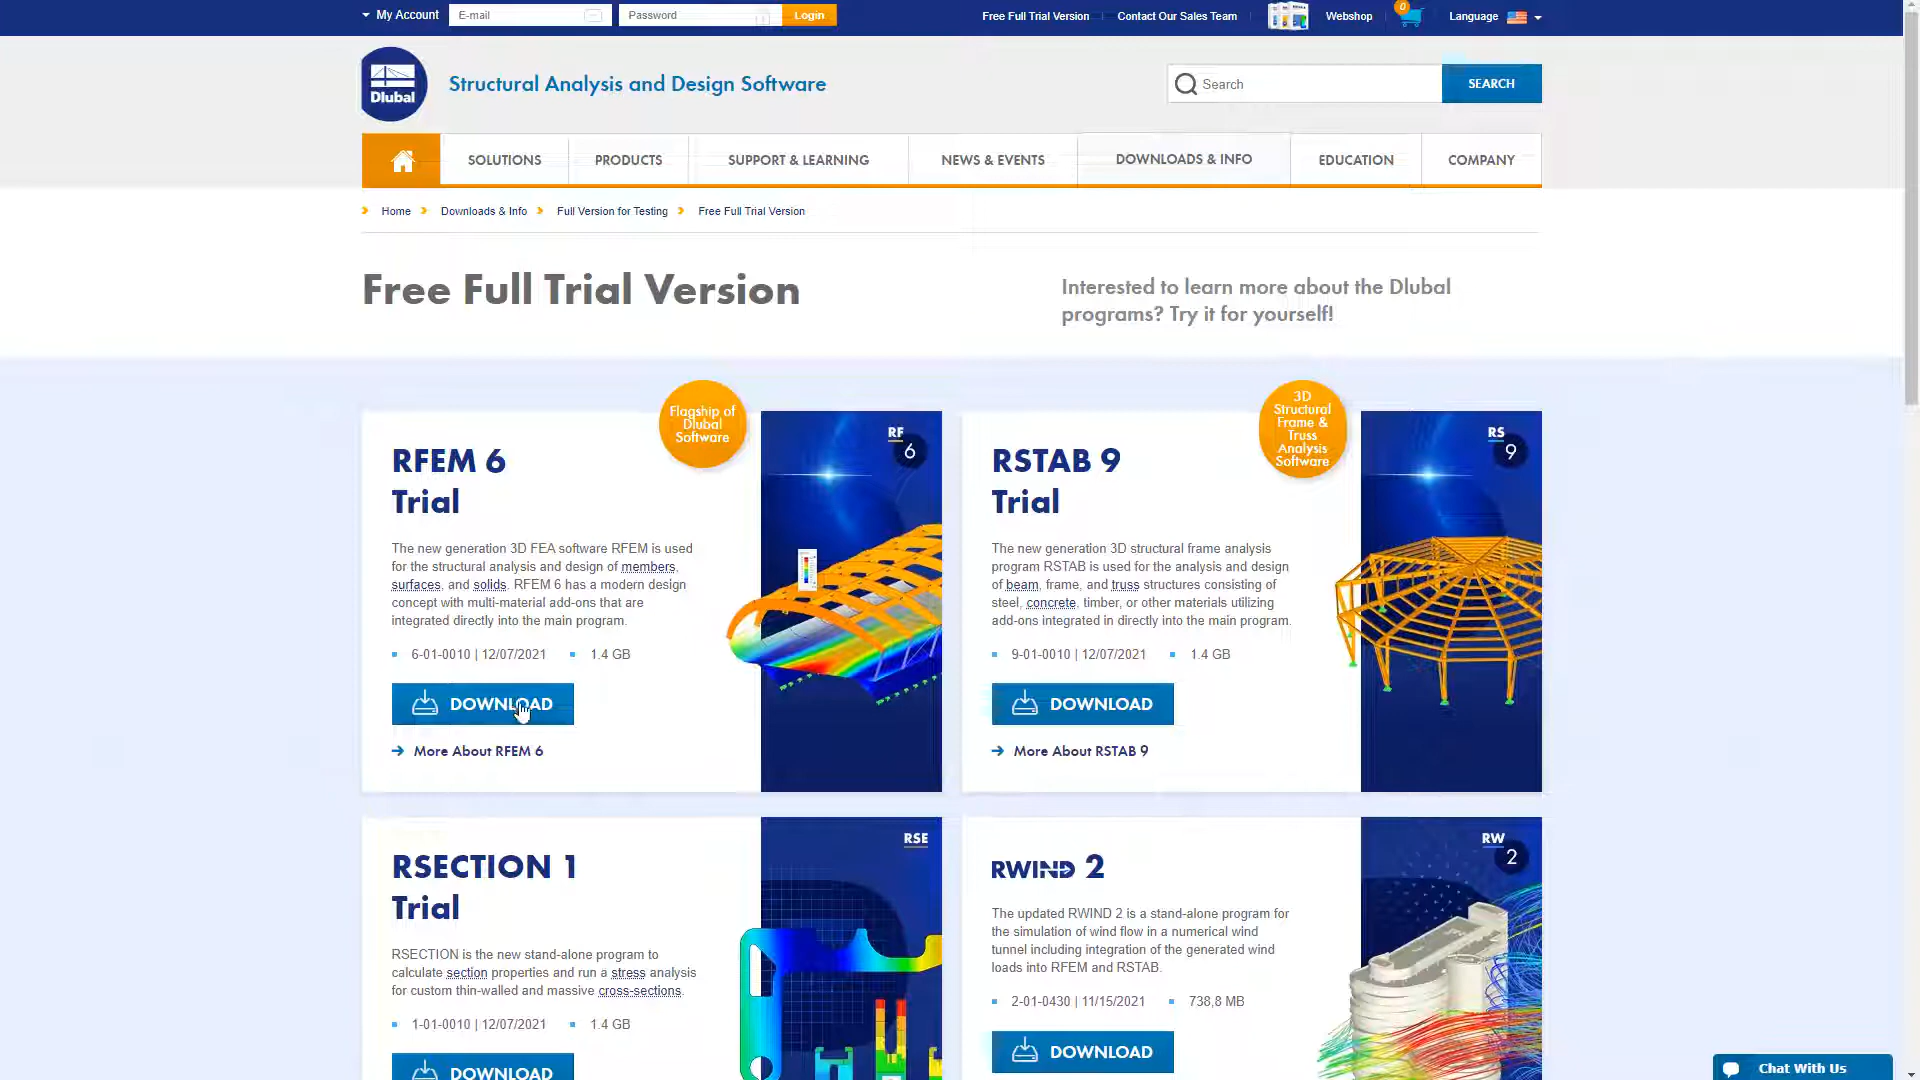 My Account
E-mail
Password
Login
Free Full Trial Version
Contact Our Sales Team
Webshop
0
Language
Dlubal
Structural Analysis and Design Software
Search
SEARCH
SOLUTIONS
PRODUCTS
SUPPORT & LEARNING
NEWS & EVENTS
DOWNLOADS & INFO
EDUCATION
COMPANY
Home
Downloads & Info
Full Version for Testing
Free Full Trial Version
Free Full Trial Version
Interested to learn more about the Dlubal
programs? Try it for yourself!
Flagship of
Dlubal
Software
RF
6
RFEM 6
Trial
The new generation 3D FEA software RFEM is used
for the structural analysis and design of members,
surfaces, and solids. RFEM 6 has a modern design
concept with multi-material add-ons that are
integrated directly into the main program.
6-01-0010 | 12/07/2021
1.4 GB
DOWNLOAD
More About RFEM 6
3D
Structural
Frame &
Truss
Analysis
Software
RS
9
RSTAB 9
Trial
The new generation 3D structural frame analysis
program RSTAB is used for the analysis and design
of beam, frame, and truss structures consisting of
steel, concrete, timber, or other materials utilizing
add-ons integrated in directly into the main program.
9-01-0010 | 12/07/2021
1.4 GB
DOWNLOAD
More About RSTAB 9
RSE
RSECTION 1
Trial
RSECTION is the new stand-alone program to
calculate section properties and run a stress analysis
for custom thin-walled and massive cross-sections.
1-01-0010 | 12/07/2021
1.4 GB
DOWNLOAD
RW
2
RWIND 2
The updated RWIND 2 is a stand-alone program for
the simulation of wind flow in a numerical wind
tunnel including integration of the generated wind
loads into RFEM and RSTAB.
2-01-0430 | 11/15/2021
738,8 MB
DOWNLOAD
Chat With Us